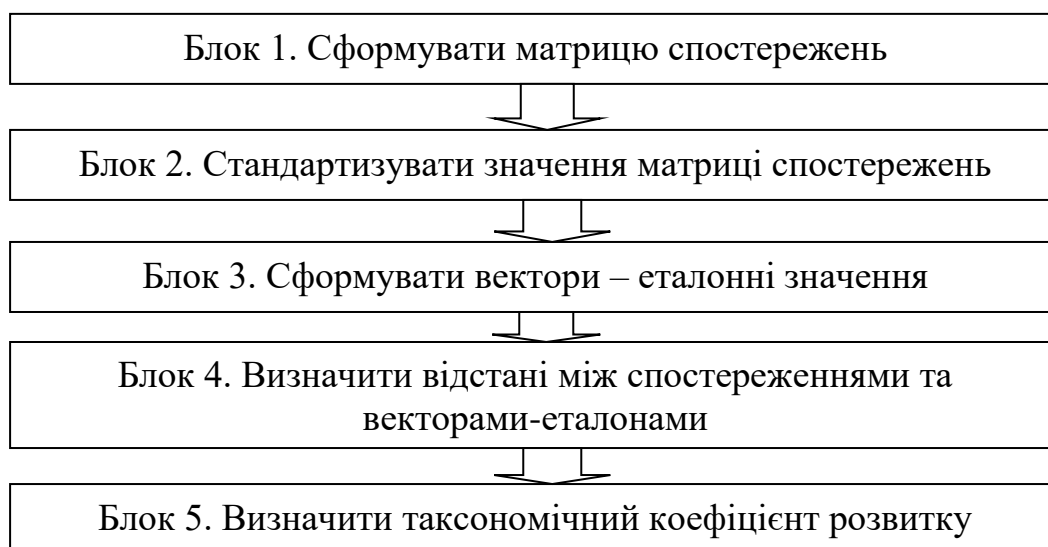 Блок 1. Сформувати матрицю спостережень
Блок 2. Стандартизувати значення матриці спостережень
Блок 3. Сформувати вектори – еталонні значення
Блок 4. Визначити відстані між спостереженнями та
векторами-еталонами
Блок 5. Визначити таксономічний коефіцієнт розвитку